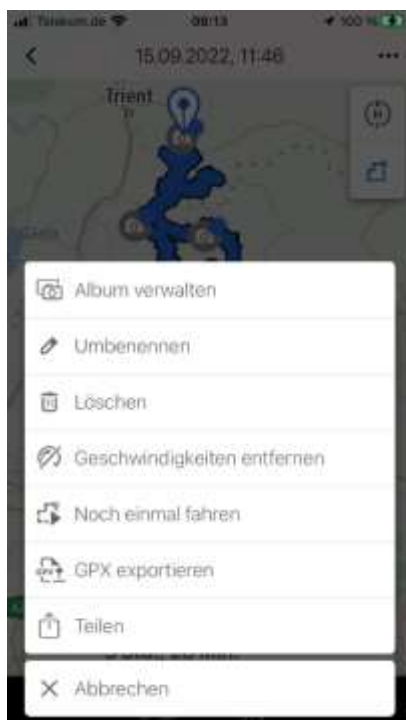 Telekom.de 09:13 100 %
15.09.2022, 11:46
Trient
Album verwalten
Umbenennen
Löschen
Geschwindigkeiten entfernen
Noch einmal fahren
GPX exportieren
Teilen
Abbrechen